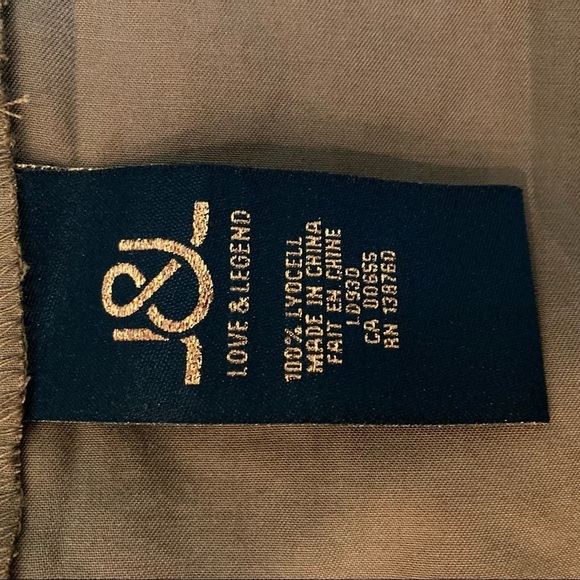 L&L
LOVE & LEGEND
100% LYOCELL
MADE IN CHINA
FAIT EN CHINE
LD930
CA 00655
RN 138760